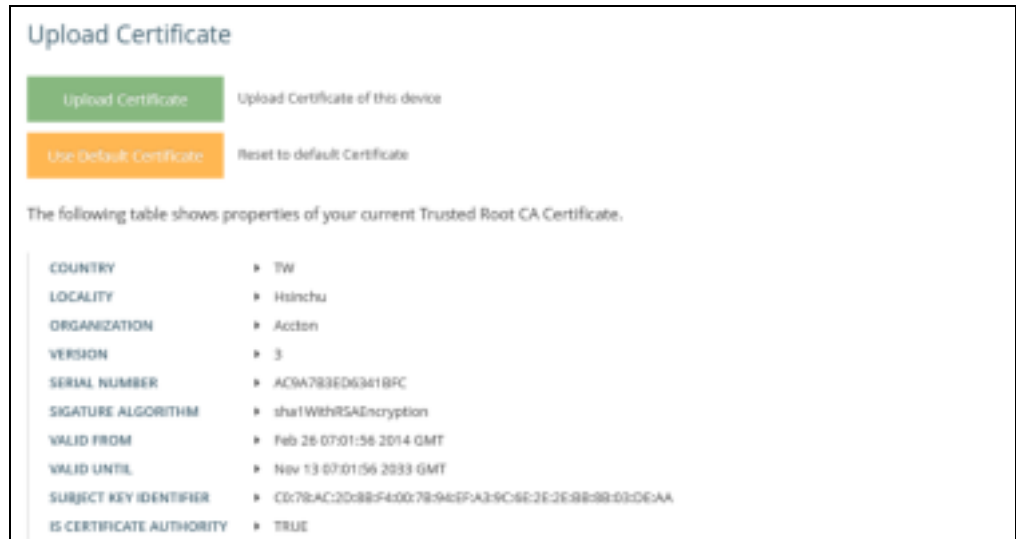 Upload Certificate
Upload Certificate Upload Certificate of this device
Use Default Certificate Reset to default Certificate
The following table shows properties of your current Trusted Root CA Certificate.
COUNTRY TW
LOCALITY Hsinchu
ORGANIZATION Accton
VERSION 3
SERIAL NUMBER
SIGATURE ALGORITHM sha1WithRSAEncryption
VALID FROM Feb 26 07:01:56 2014 GMT
VALID UNTIL Nov 13 07:01:56 2033 GMT
SUBJECT KEY IDENTIFIER
IS CERTIFICATE AUTHORITY TRUE